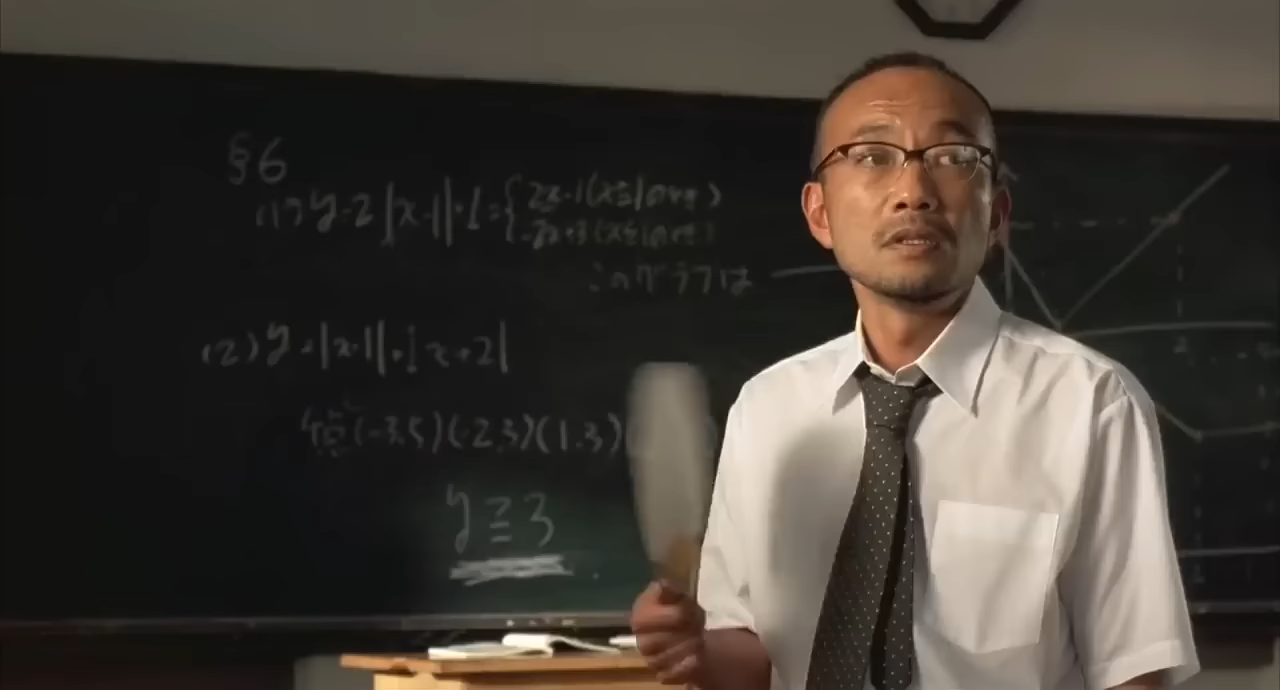 §6
(1) y=2|x-1|+1={2x-1(x≧1のとき)
-2x+3(x≦1のとき)
このグラフは
(2) y=|x-1|+|x+2|
(-3.5)(-2.3)(1.3)
y≧3
2